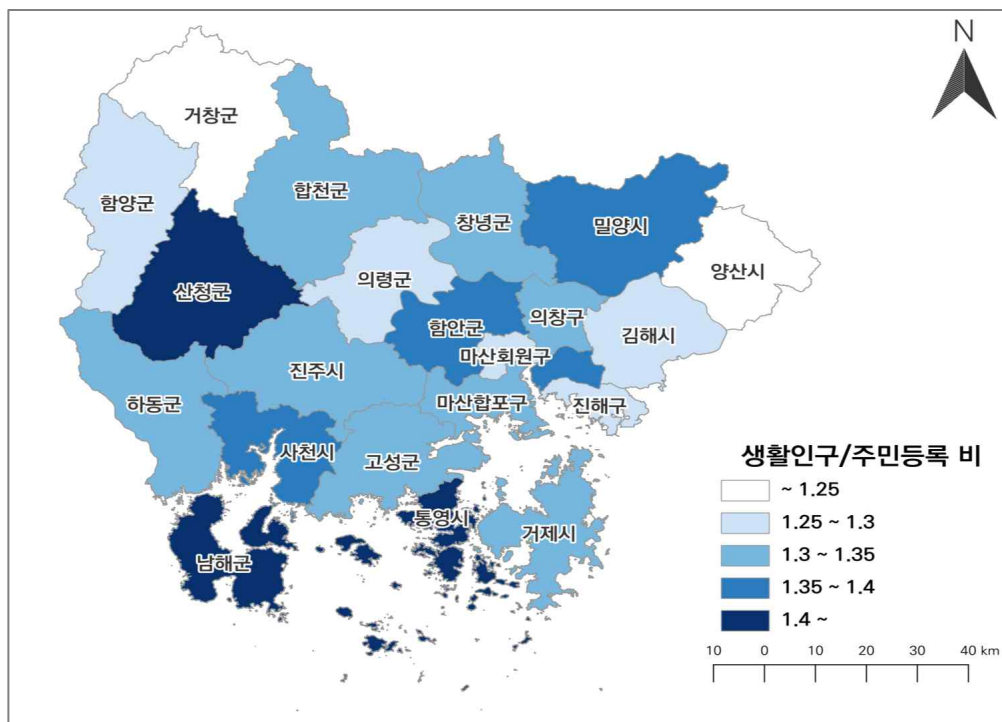 N
거창군
함양군
합천군
창녕군
밀양시
양산시
산청군
의령군
함안군
의창구
김해시
마산회원구
진주시
하동군
마산합포구
진해구
사천시
고성군
통영시
거제시
남해군
생활인구/주민등록 비
~ 1.25
1.25 ~ 1.3
1.3 ~ 1.35
1.35 ~ 1.4
1.4 ~
10 0 10 20 30 40 km